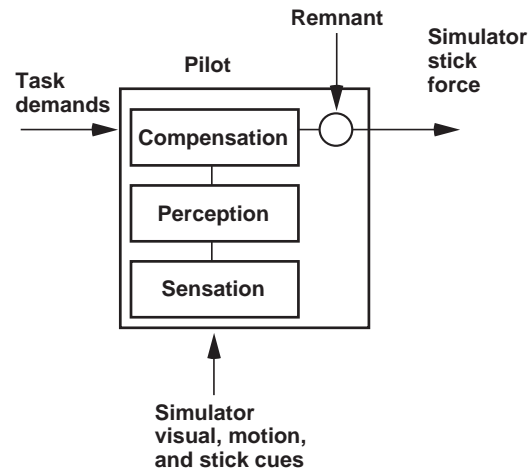 Remnant
Simulator
stick
force
Pilot
Task
demands
Compensation
Perception
Sensation
Simulator
visual, motion,
and stick cues